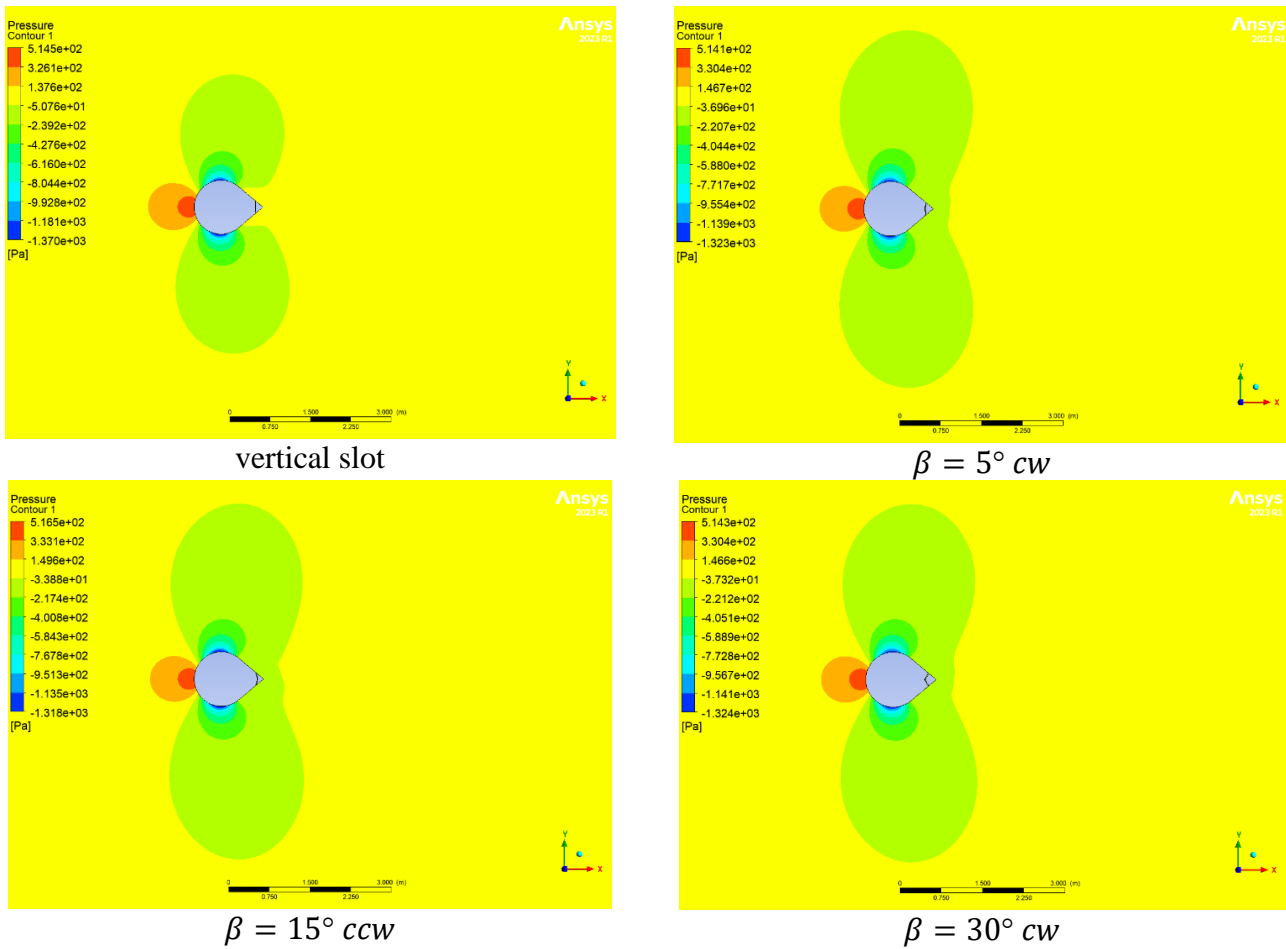 Pressure
Contour 1
5.145e+02
3.261e+02
1.376e+02
-5.076e+01
-2.392e+02
-4.276e+02
-6.160e+02
-8.044e+02
-9.928e+02
-1.181e+03
-1.370e+03
[Pa]
Ansys
2023 R1
Y
X
0 1.500 3.000 (m)
0.750 2.250
vertical slot
Pressure
Contour 1
5.141e+02
3.304e+02
1.467e+02
-3.696e+01
-2.207e+02
-4.044e+02
-5.880e+02
-7.717e+02
-9.554e+02
-1.139e+03
-1.323e+03
[Pa]
Ansys
2023 R1
Y
X
0 1.500 3.000 (m)
0.750 2.250
β = 5° cw
Pressure
Contour 1
5.165e+02
3.331e+02
1.496e+02
-3.388e+01
-2.174e+02
-4.008e+02
-5.843e+02
-7.678e+02
-9.513e+02
-1.135e+03
-1.318e+03
[Pa]
Ansys
2023 R1
Y
X
0 1.500 3.000 (m)
0.750 2.250
β = 15° ccw
Pressure
Contour 1
5.143e+02
3.304e+02
1.466e+02
-3.732e+01
-2.212e+02
-4.051e+02
-5.889e+02
-7.728e+02
-9.567e+02
-1.141e+03
-1.324e+03
[Pa]
Ansys
2023 R1
Y
X
0 1.500 3.000 (m)
0.750 2.250
β = 30° cw